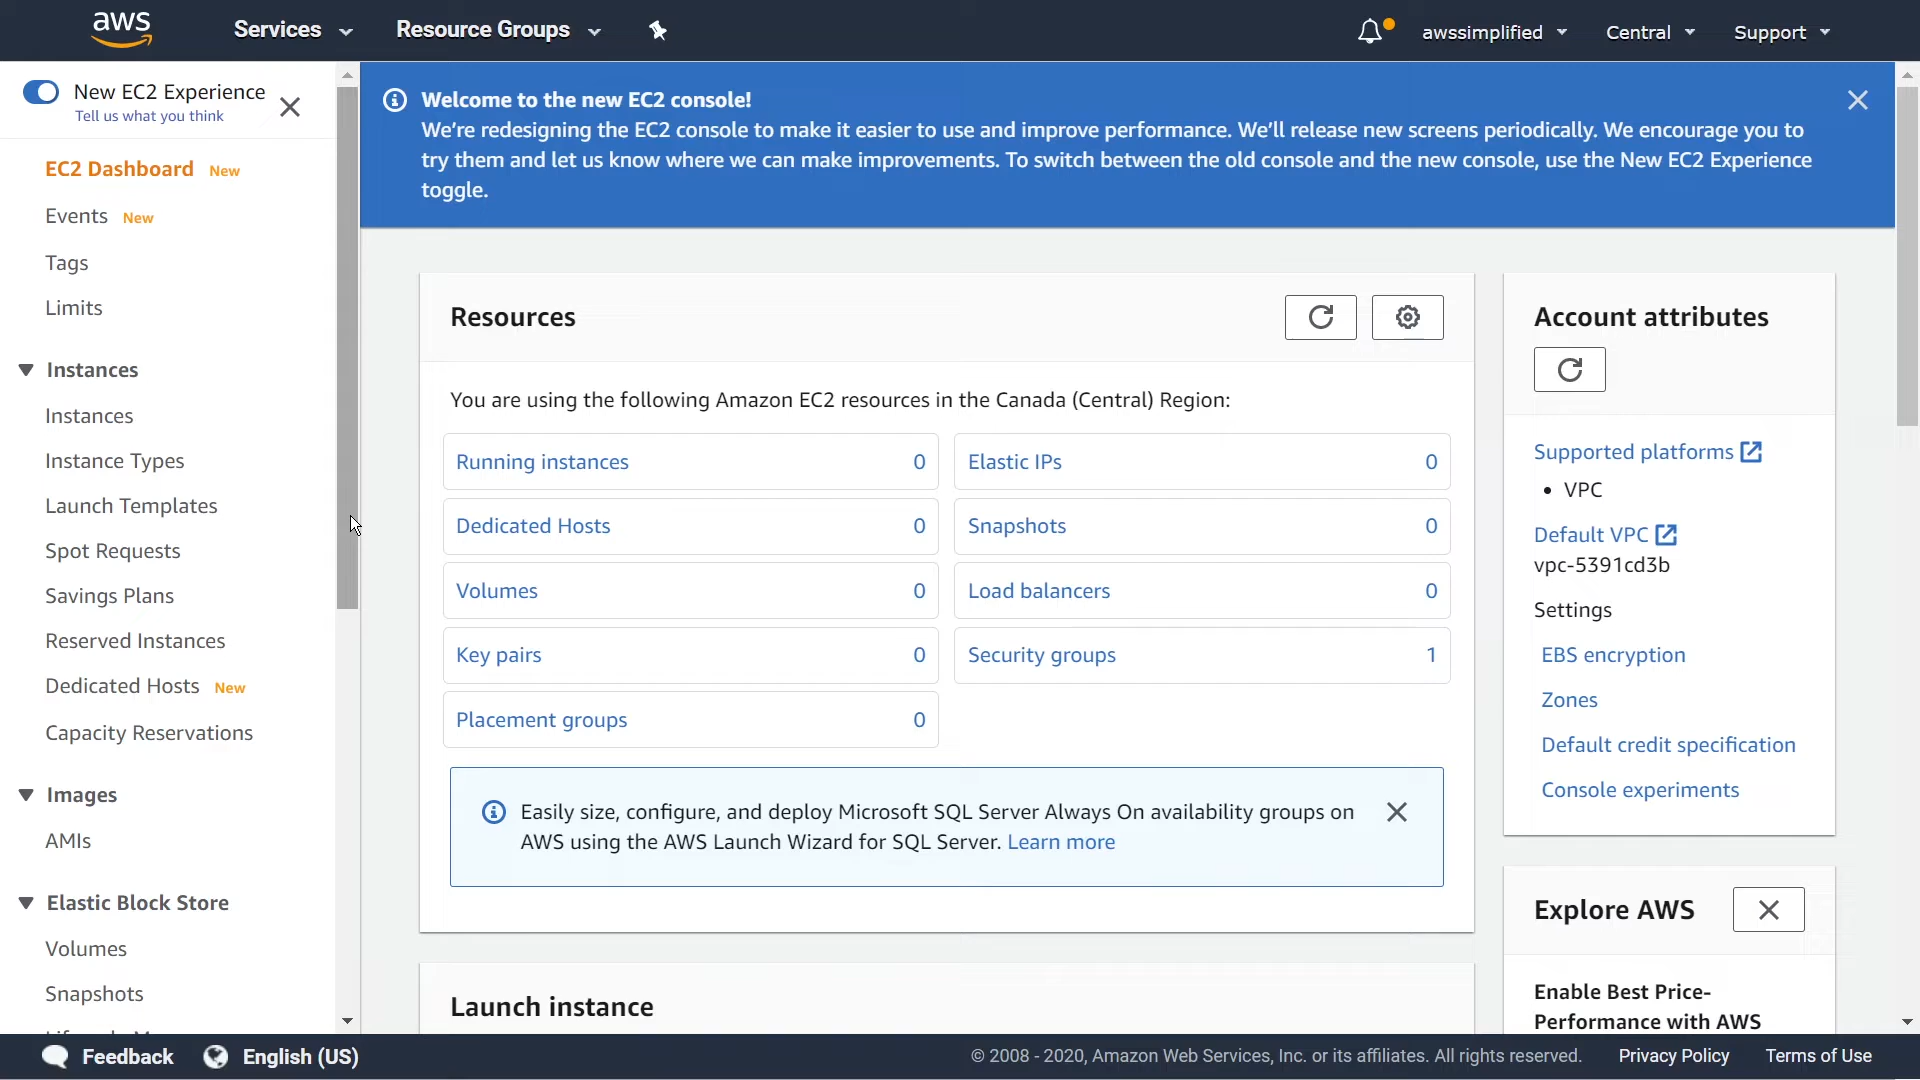 aws
Services
Resource Groups
awssimplified
Central
Support
New EC2 Experience
Tell us what you think
EC2 Dashboard New
Events New
Tags
Limits
Instances
Instances
Instance Types
Launch Templates
Spot Requests
Savings Plans
Reserved Instances
Dedicated Hosts New
Capacity Reservations
Images
AMIs
Elastic Block Store
Volumes
Snapshots
Welcome to the new EC2 console!
We're redesigning the EC2 console to make it easier to use and improve performance. We'll release new screens periodically. We encourage you to
try them and let us know where we can make improvements. To switch between the old console and the new console, use the New EC2 Experience
toggle.
Resources
You are using the following Amazon EC2 resources in the Canada (Central) Region:
Running instances 0
Elastic IPs 0
Dedicated Hosts 0
Snapshots 0
Volumes 0
Load balancers 0
Key pairs 0
Security groups 1
Placement groups 0
Easily size, configure, and deploy Microsoft SQL Server Always On availability groups on
AWS using the AWS Launch Wizard for SQL Server. Learn more
Launch instance
Account attributes
Supported platforms
• VPC
Default VPC
vpc-5391cd3b
Settings
EBS encryption
Zones
Default credit specification
Console experiments
Explore AWS
Enable Best Price-
Performance with AWS
Feedback
English (US)
© 2008 - 2020, Amazon Web Services, Inc. or its affiliates. All rights reserved.
Privacy Policy
Terms of Use